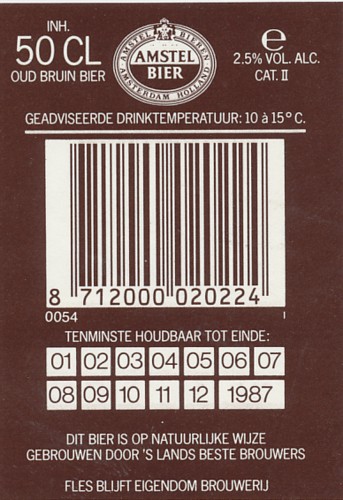 INH.
50 CL
OUD BRUIN BIER
AMSTEL BIEREN
AMSTEL
BIER
AMSTERDAM HOLLAND
e
2.5% VOL. ALC.
CAT. II
GEADVISEERDE DRINKTEMPERATUUR: 10 à 15° C.
8 712000 020224
0054 I
TENMINSTE HOUDBAAR TOT EINDE:
01 02 03 04 05 06 07
08 09 10 11 12 1987
DIT BIER IS OP NATUURLIJKE WIJZE
GEBROUWEN DOOR 'S LANDS BESTE BROUWERS
FLES BLIJFT EIGENDOM BROUWERIJ